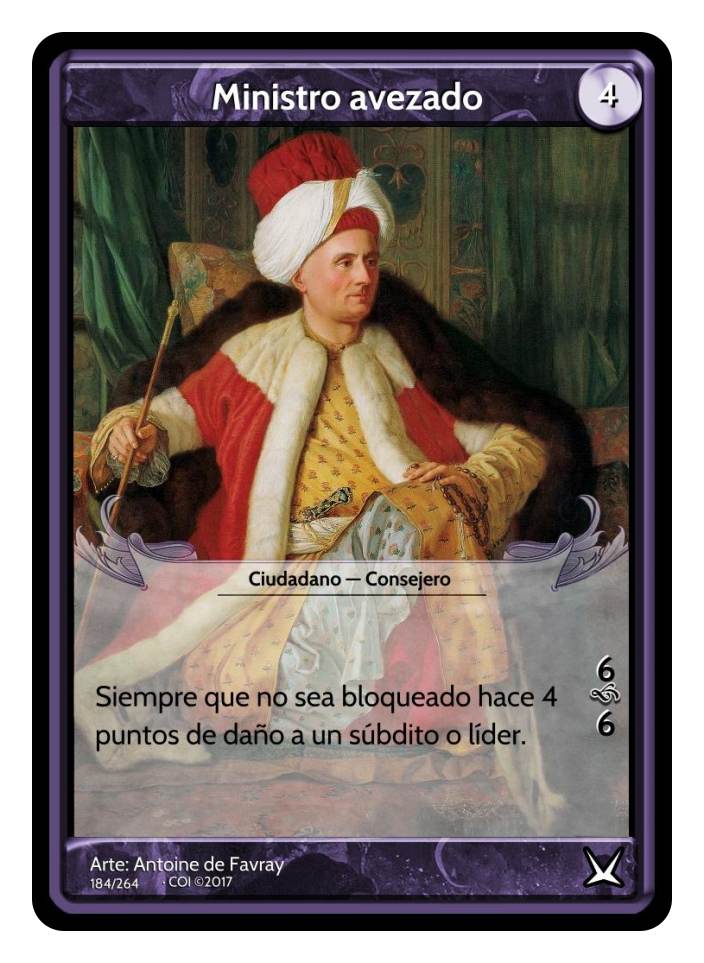 Ministro avezado
4
Ciudadano — Consejero
Siempre que no sea bloqueado hace 4
puntos de daño a un súbdito o líder.
6
6
Arte: Antoine de Favray
184/264 · COI ©2017